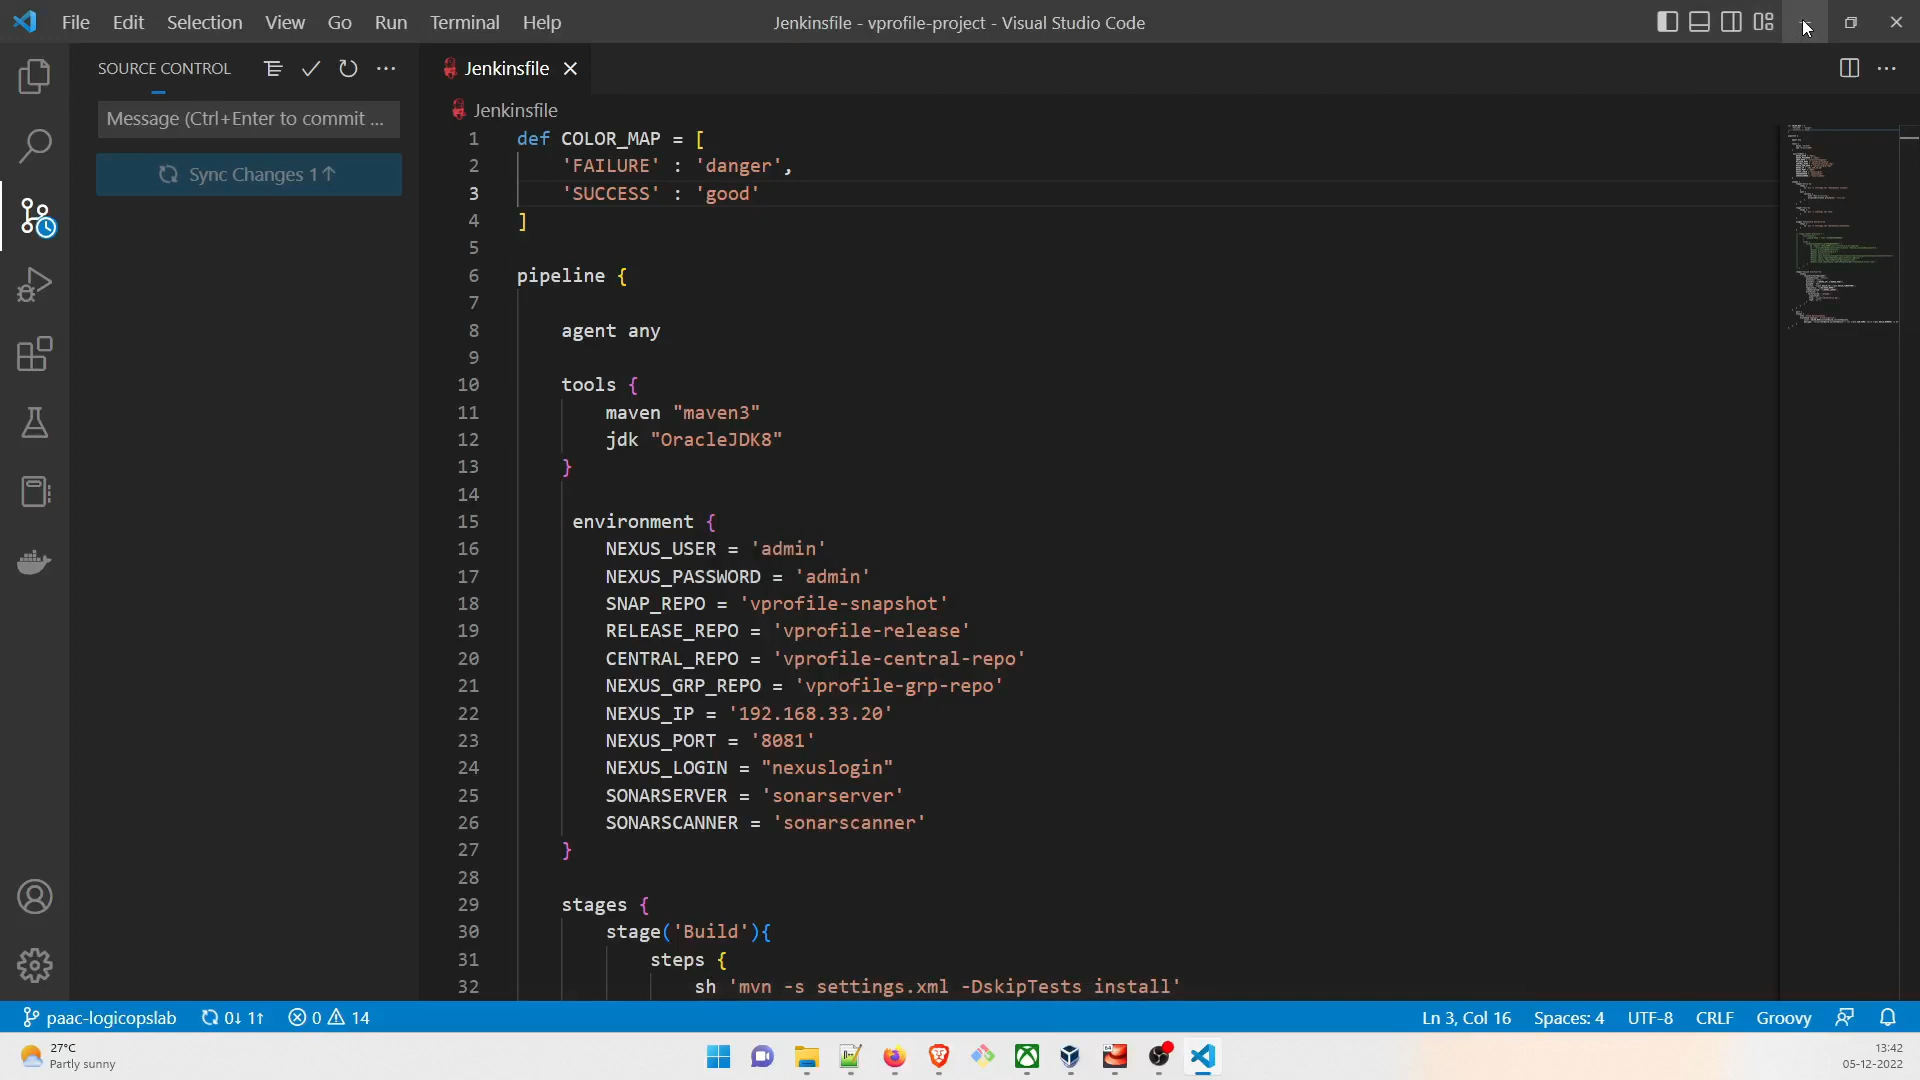 File Edit Selection View Go Run Terminal Help
Jenkinsfile - vprofile-project - Visual Studio Code
SOURCE CONTROL
Message (Ctrl+Enter to commit ...
Sync Changes 1↑
Jenkinsfile
Jenkinsfile
1 def COLOR_MAP = [
2 'FAILURE' : 'danger',
3 'SUCCESS' : 'good'
4 ]
5
6 pipeline {
7
8 agent any
9
10 tools {
11 maven "maven3"
12 jdk "OracleJDK8"
13 }
14
15 environment {
16 NEXUS_USER = 'admin'
17 NEXUS_PASSWORD = 'admin'
18 SNAP_REPO = 'vprofile-snapshot'
19 RELEASE_REPO = 'vprofile-release'
20 CENTRAL_REPO = 'vprofile-central-repo'
21 NEXUS_GRP_REPO = 'vprofile-grp-repo'
22 NEXUS_IP = '192.168.33.20'
23 NEXUS_PORT = '8081'
24 NEXUS_LOGIN = "nexuslogin"
25 SONARSERVER = 'sonarserver'
26 SONARSCANNER = 'sonarscanner'
27 }
28
29 stages {
30 stage('Build'){
31 steps {
32 sh 'mvn -s settings.xml -DskipTests install'
paac-logicopslab 0↓ 1↑ 0 14
Ln 3, Col 16 Spaces: 4 UTF-8 CRLF Groovy
27°C
Partly sunny
13:42
05-12-2022